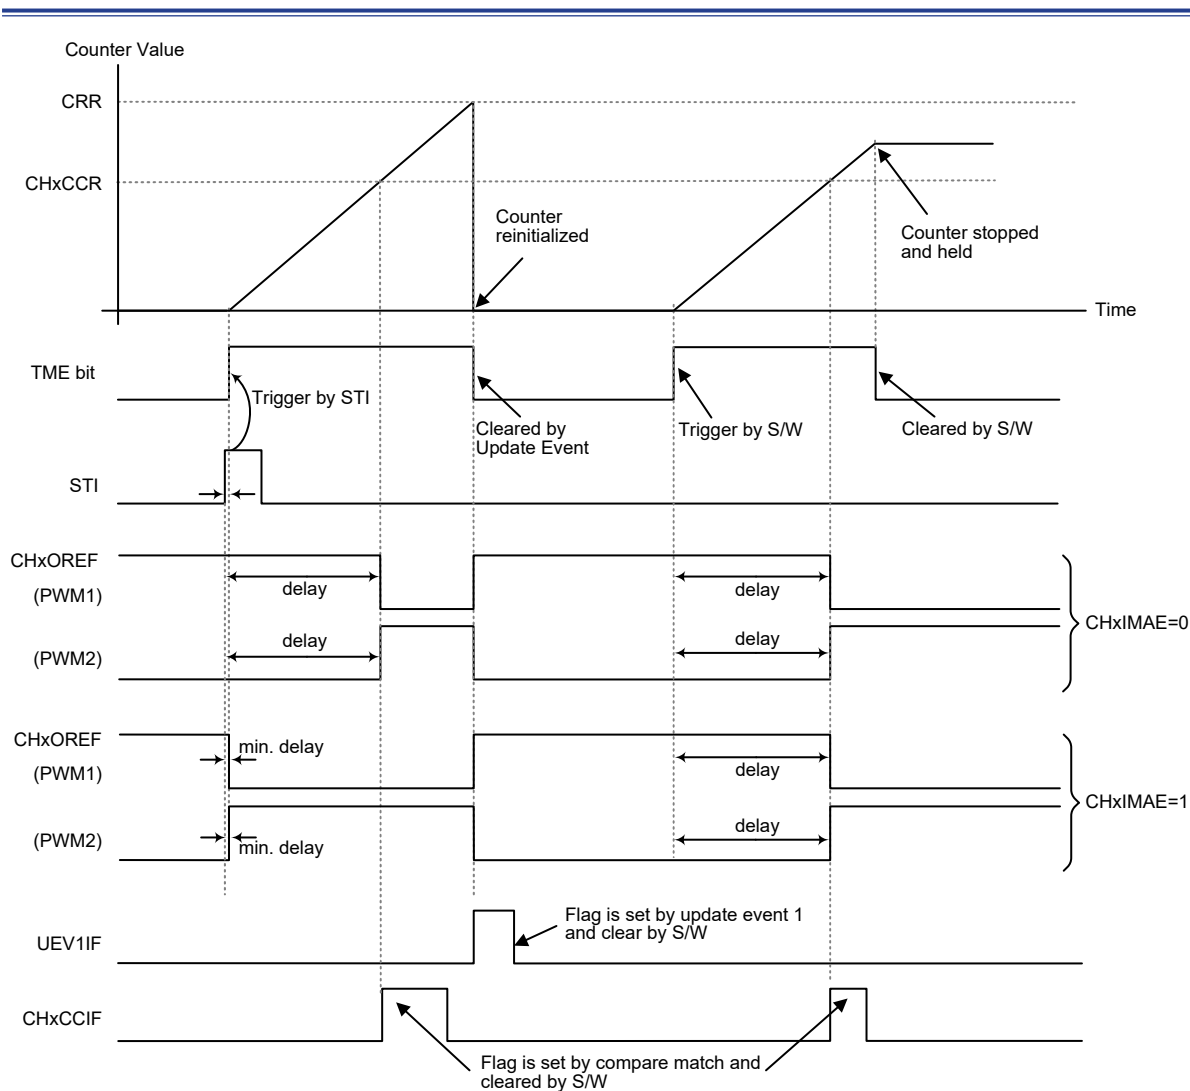 Counter Value
CRR
CHxCCR
Counter
reinitialized
Counter stopped
and held
Time
TME bit
Trigger by STI
Cleared by
Update Event
Trigger by S/W
Cleared by S/W
STI
CHxOREF
(PWM1)
delay
delay
CHxIMAE=0
(PWM2)
delay
delay
CHxOREF
(PWM1)
min. delay
delay
CHxIMAE=1
(PWM2)
min. delay
delay
UEV1IF
Flag is set by update event 1
and clear by S/W
CHxCCIF
Flag is set by compare match and
cleared by S/W